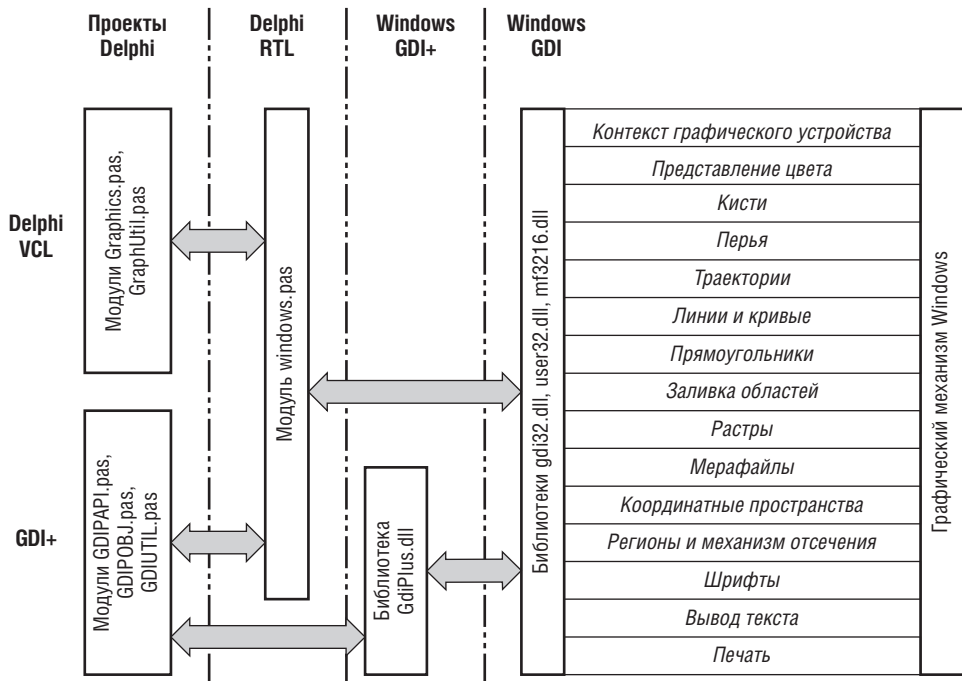 Проекты
Delphi
Delphi
RTL
Windows
GDI+
Windows
GDI
Delphi
VCL
Модули Graphics.pas,
GraphUtil.pas
GDI+
Модули GDIPAPI.pas,
GDIPOBJ.pas,
GDIUTIL.pas
Модуль windows.pas
Библиотека
GdiPlus.dll
Библиотеки gdi32.dll, user32.dll, mf3216.dll
Контекст графического устройства
Представление цвета
Кисти
Перья
Траектории
Линии и кривые
Прямоугольники
Заливка областей
Растры
Мерафайлы
Координатные пространства
Регионы и механизм отсечения
Шрифты
Вывод текста
Печать
Графический механизм Windows